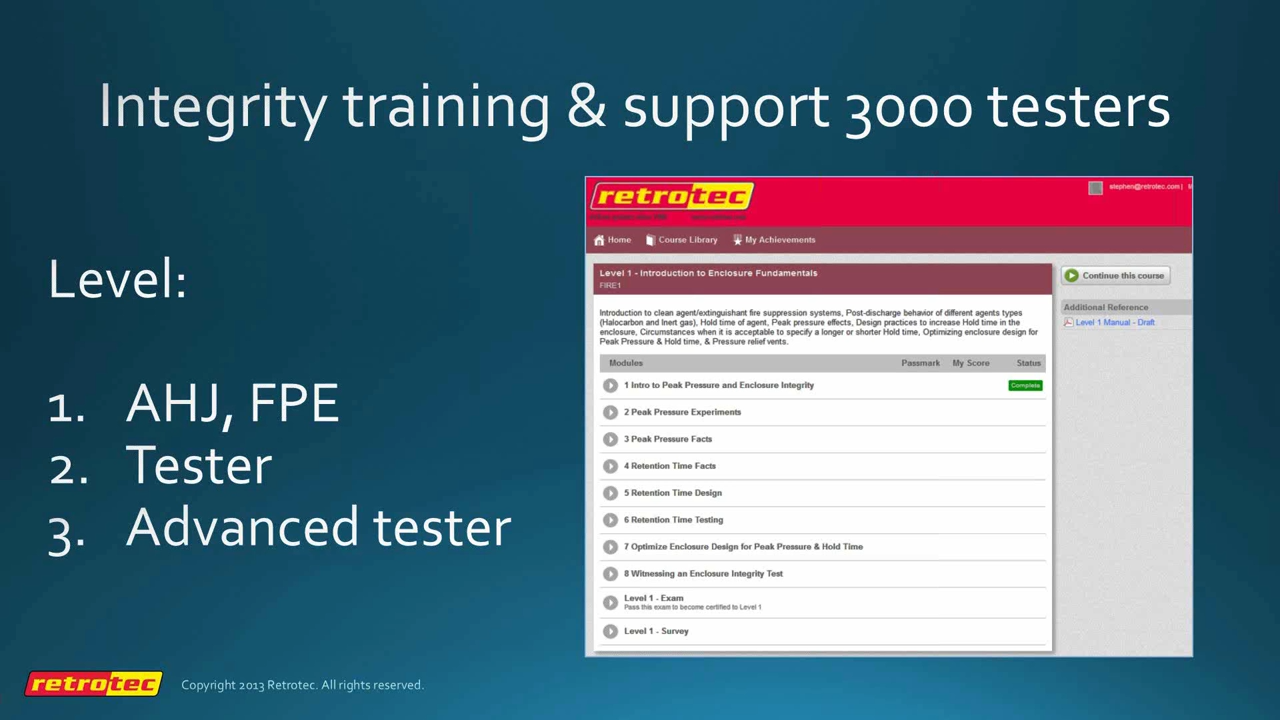 Integrity training & support 3000 testers
Level:
1. AHJ, FPE
2. Tester
3. Advanced tester
retrotec
stephen@retrotec.com |
Home Course Library My Achievements
Level 1 - Introduction to Enclosure Fundamentals
FIRE1
Continue this course
Additional Reference
Level 1 Manual - Draft
Introduction to clean agent/extinguishant fire suppression systems, Post-discharge behavior of different agents types
(Halocarbon and Inert gas), Hold time of agent, Peak pressure effects, Design practices to increase Hold time in the
enclosure, Circumstances when it is acceptable to specify a longer or shorter Hold time, Optimizing enclosure design for
Peak Pressure & Hold time, & Pressure relief vents.
Modules Passmark My Score Status
1 Intro to Peak Pressure and Enclosure Integrity Complete
2 Peak Pressure Experiments
3 Peak Pressure Facts
4 Retention Time Facts
5 Retention Time Design
6 Retention Time Testing
7 Optimize Enclosure Design for Peak Pressure & Hold Time
8 Witnessing an Enclosure Integrity Test
Level 1 - Exam
Pass this exam to become certified to Level 1
Level 1 - Survey
retrotec Copyright 2013 Retrotec. All rights reserved.